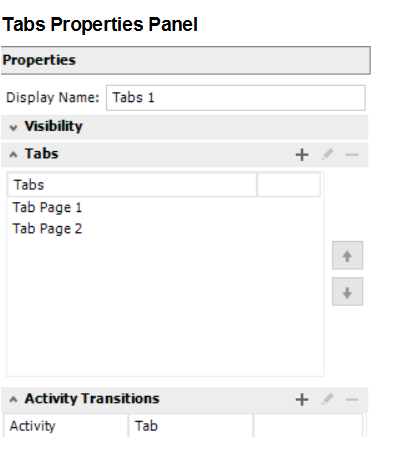 Tabs Properties Panel
Properties
Display Name: Tabs 1
Visibility
Tabs
Tabs
Tab Page 1
Tab Page 2
Activity Transitions
Activity Tab